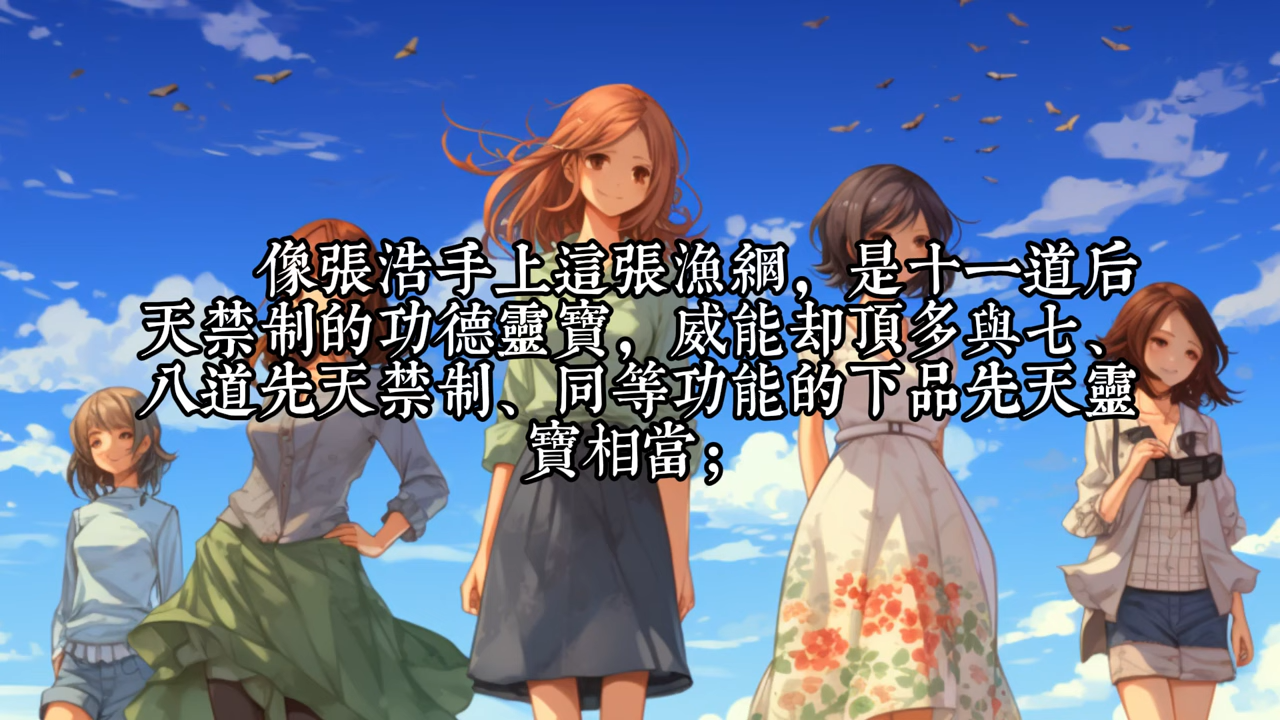 像張浩手上這張漁網，是十一道后
天禁制的功德靈寶，威能却頂多與七、
八道先天禁制、同等功能的下品先天靈
寶相當；